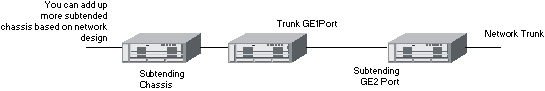 You can add up
more subtended
chassis based on network
design
Trunk GE1Port
Network Trunk
Subtending
Chassis
Subtending
GE2 Port